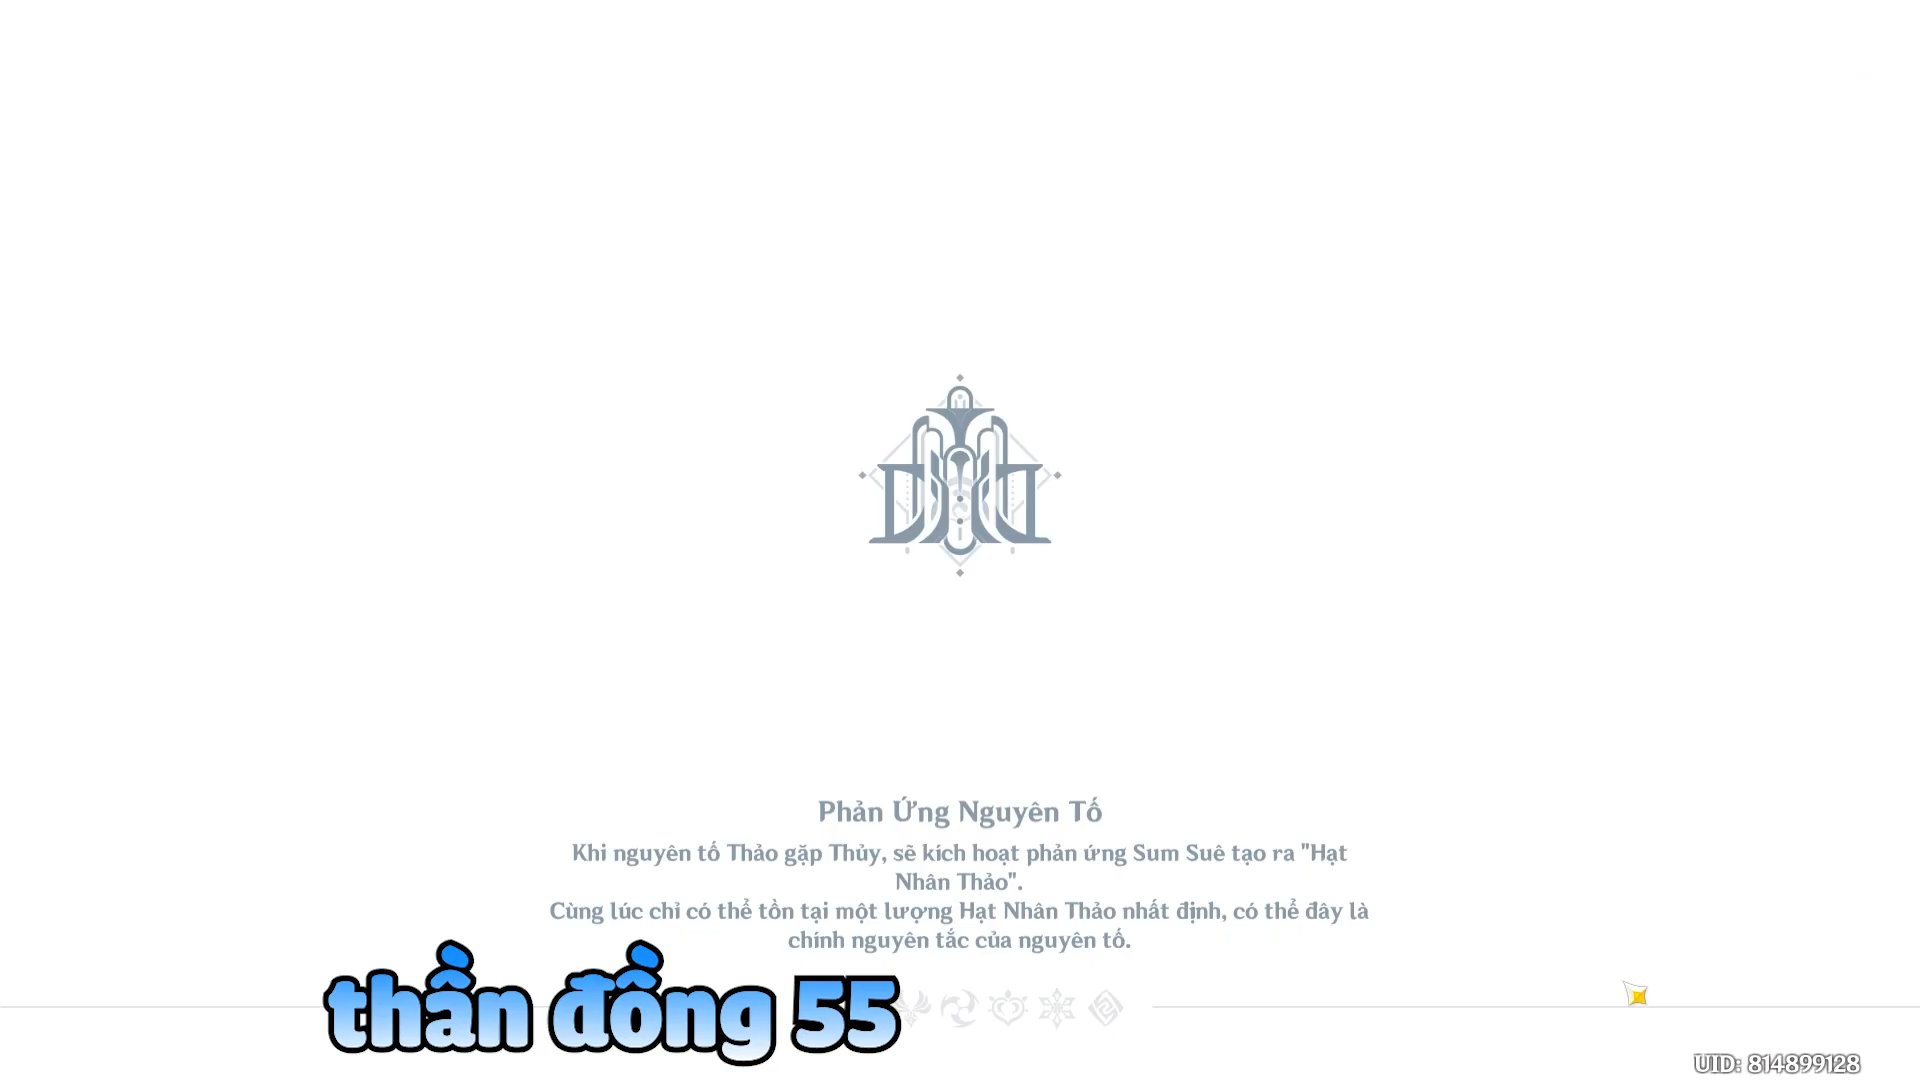 Phản Ứng Nguyên Tố
Khi nguyên tố Thảo gặp Thủy, sẽ kích hoạt phản ứng Sum Suê tạo ra "Hạt
Nhân Thảo".
Cùng lúc chỉ có thể tồn tại một lượng Hạt Nhân Thảo nhất định, có thể đây là
chính nguyên tắc của nguyên tố.
thần đồng 55
UID: 814899128